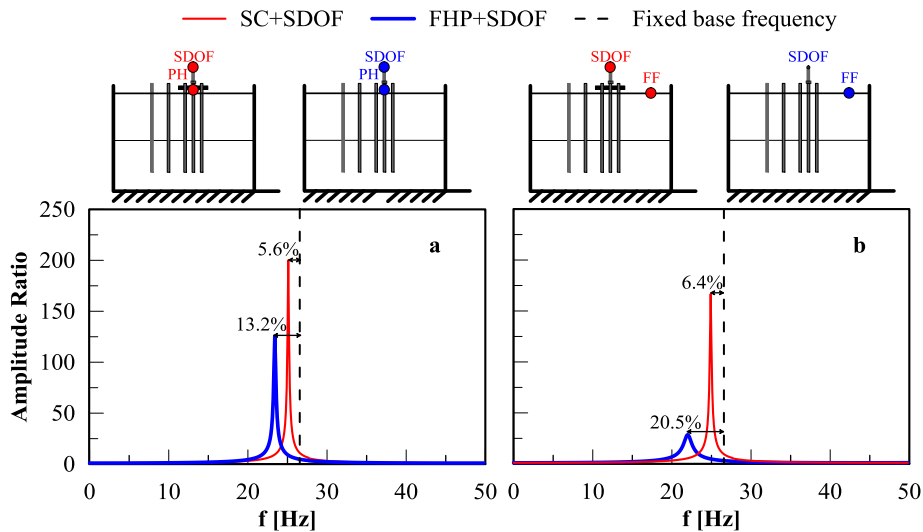 SC+SDOF FHP+SDOF Fixed base frequency
SDOF SDOF SDOF SDOF
PH PH FF FF
250
200
150
100
50
0
Amplitude Ratio
a b
5.6% 6.4%
13.2% 20.5%
0 10 20 30 40 50 0 10 20 30 40 50
f [Hz] f [Hz]